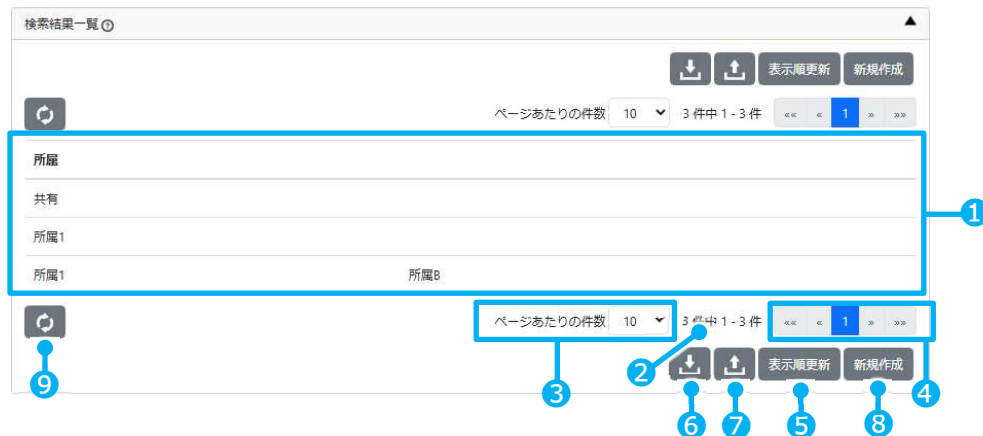 検索結果一覧 ?
表示順更新 新規作成
ページあたりの件数 10 3 件中 1 - 3 件 «« « 1 » »»
所属
共有
所属1
所属1 所属B
ページあたりの件数 10 3 件中 1 - 3 件 «« « 1 » »»
表示順更新 新規作成
1
2
3
4
5
6
7
8
9